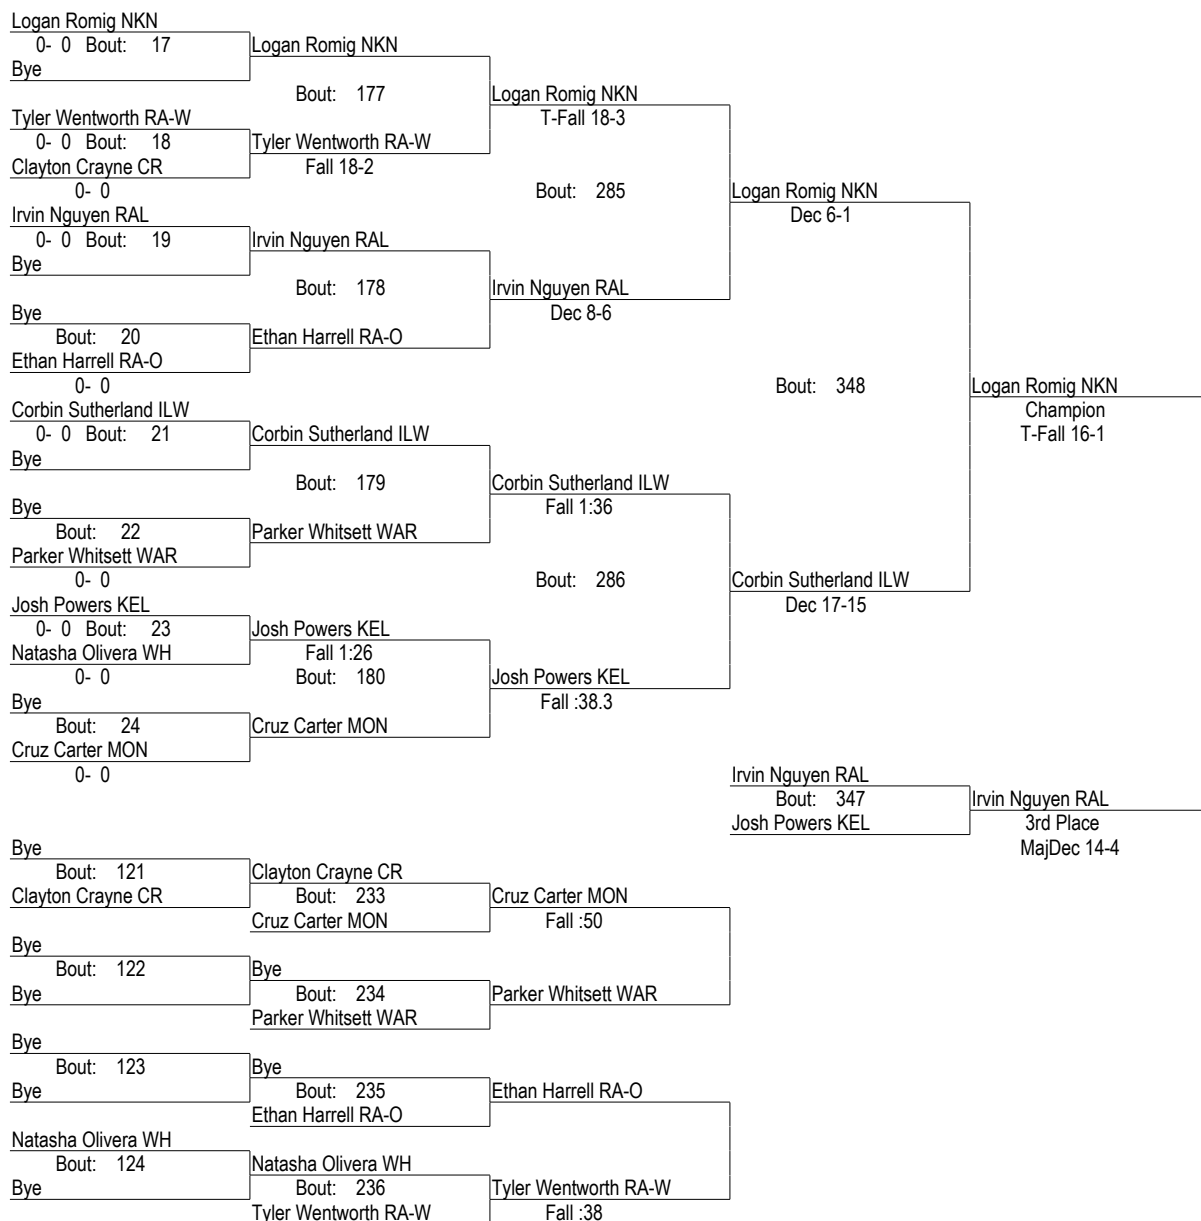 Logan Romig NKN
0- 0 Bout: 17
Bye
Logan Romig NKN
Bout: 177
Tyler Wentworth RA-W
0- 0 Bout: 18
Clayton Crayne CR
0- 0
Tyler Wentworth RA-W
Fall 18-2
Logan Romig NKN
T-Fall 18-3
Bout: 285
Irvin Nguyen RAL
0- 0 Bout: 19
Bye
Irvin Nguyen RAL
Bout: 178
Bye
Bout: 20
Ethan Harrell RA-O
0- 0
Ethan Harrell RA-O
Irvin Nguyen RAL
Dec 8-6
Logan Romig NKN
Dec 6-1
Bout: 348
Corbin Sutherland ILW
0- 0 Bout: 21
Bye
Corbin Sutherland ILW
Bout: 179
Bye
Bout: 22
Parker Whitsett WAR
0- 0
Parker Whitsett WAR
Corbin Sutherland ILW
Fall 1:36
Bout: 286
Josh Powers KEL
0- 0 Bout: 23
Natasha Olivera WH
0- 0
Josh Powers KEL
Fall 1:26
Bout: 180
Bye
Bout: 24
Cruz Carter MON
0- 0
Cruz Carter MON
Josh Powers KEL
Fall :38.3
Corbin Sutherland ILW
Dec 17-15
Logan Romig NKN
Champion
T-Fall 16-1
Irvin Nguyen RAL
Bout: 347
Josh Powers KEL
Irvin Nguyen RAL
3rd Place
MajDec 14-4
Bye
Bout: 121
Clayton Crayne CR
Clayton Crayne CR
Bout: 233
Cruz Carter MON
Cruz Carter MON
Fall :50
Bye
Bout: 122
Bye
Bye
Bout: 234
Parker Whitsett WAR
Parker Whitsett WAR
Bye
Bout: 123
Bye
Bye
Bout: 235
Ethan Harrell RA-O
Ethan Harrell RA-O
Natasha Olivera WH
Bout: 124
Bye
Natasha Olivera WH
Bout: 236
Tyler Wentworth RA-W
Tyler Wentworth RA-W
Fall :38